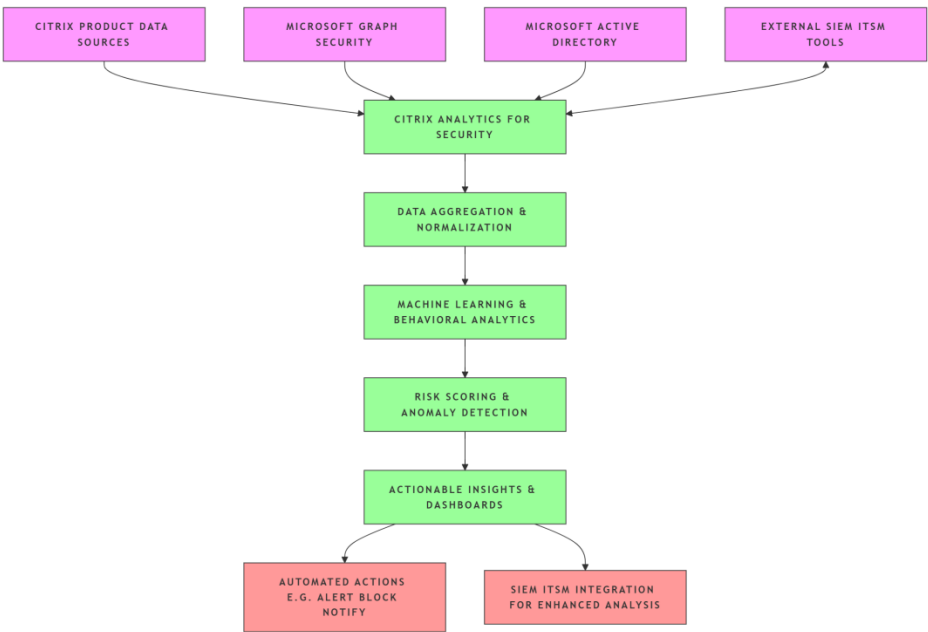 CITRIX PRODUCT DATA
SOURCES
MICROSOFT GRAPH
SECURITY
MICROSOFT ACTIVE
DIRECTORY
EXTERNAL SIEM ITSM
TOOLS
CITRIX ANALYTICS FOR
SECURITY
DATA AGGREGATION &
NORMALIZATION
MACHINE LEARNING &
BEHAVIORAL ANALYTICS
RISK SCORING &
ANOMALY DETECTION
ACTIONABLE INSIGHTS &
DASHBOARDS
AUTOMATED ACTIONS
E.G. ALERT BLOCK
NOTIFY
SIEM ITSM INTEGRATION
FOR ENHANCED ANALYSIS